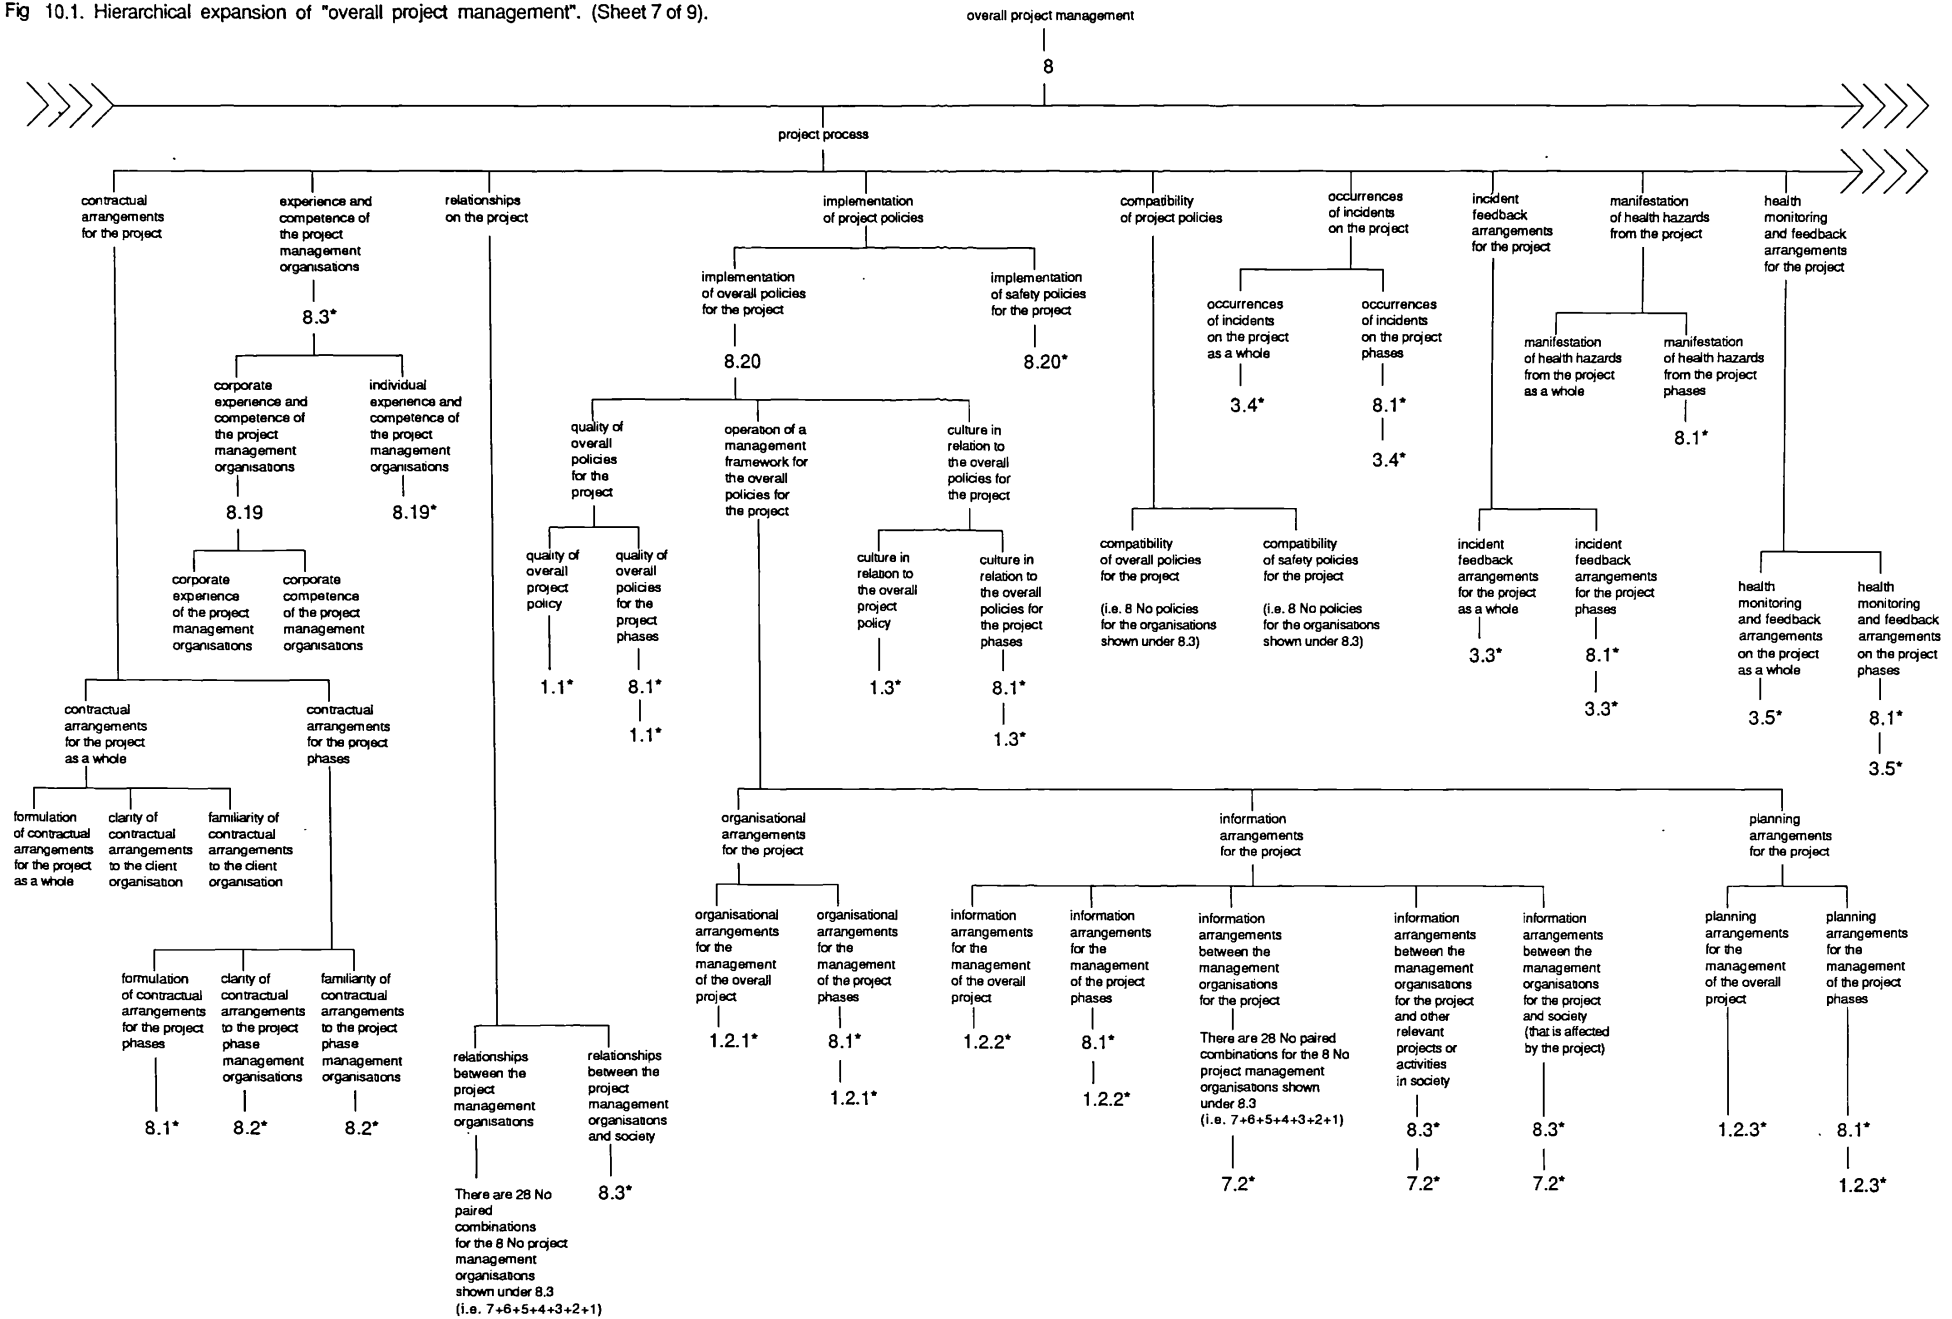 Fig 10.1. Hierarchical expansion of "overall project management". (Sheet 7 of 9).
overall project management
8
project process
contractual
arrangements
for the project
experience and
competence of
the project
management
organisations
8.3*
relationships
on the project
implementation
of project policies
compatibility
of project policies
occurrences
of incidents
on the project
incident
feedback
arrangements
for the project
manifestation
of health hazards
from the project
health
monitoring
and feedback
arrangements
for the project
implementation
of overall policies
for the project
8.20
implementation
of safety policies
for the project
8.20*
occurrences
of incidents
on the project
as a whole
3.4*
occurrences
of incidents
on the project
phases
8.1*
3.4*
manifestation
of health hazards
from the project
as a whole
manifestation
of health hazards
from the project
phases
8.1*
corporate
experience and
competence of
the project
management
organisations
8.19
individual
experience and
competence of
the project
management
organisations
8.19*
corporate
experience
of the project
management
organisations
corporate
competence
of the project
management
organisations
quality of
overall
policies
for the
project
operation of a
management
framework for
the overall
policies for
the project
culture in
relation to
the overall
policies for
the project
quality of
overall
project
policy
1.1*
quality of
overall
policies
for the
project
phases
8.1*
1.1*
culture in
relation to
the overall
project
policy
1.3*
culture in
relation to
the overall
policies for
the project
phases
8.1*
1.3*
compatibility
of overall policies
for the project
(i.e. 8 No policies
for the organisations
shown under 8.3)
compatibility
of safety policies
for the project
(i.e. 8 No policies
for the organisations
shown under 8.3)
incident
feedback
arrangements
for the project
as a whole
3.3*
incident
feedback
arrangements
for the project
phases
8.1*
3.3*
health
monitoring
and feedback
arrangements
on the project
as a whole
3.5*
health
monitoring
and feedback
arrangements
on the project
phases
8.1*
3.5*
contractual
arrangements
for the project
as a whole
contractual
arrangements
for the project
phases
formulation
of contractual
arrangements
for the project
as a whole
clarity of
contractual
arrangements
to the client
organisation
familiarity of
contractual
arrangements
to the client
organisation
formulation
of contractual
arrangements
for the project
phases
8.1*
clarity of
contractual
arrangements
to the project
phase
management
organisations
8.2*
familiarity of
contractual
arrangements
to the project
phase
management
organisations
8.2*
relationships
between the
project
management
organisations
There are 28 No
paired
combinations
for the 8 No project
management
organisations
shown under 8.3
(i.e. 7+6+5+4+3+2+1)
relationships
between the
project
management
organisations
and society
8.3*
organisational
arrangements
for the project
information
arrangements
for the project
planning
arrangements
for the project
organisational
arrangements
for the
management
of the overall
project
1.2.1*
organisational
arrangements
for the
management
of the project
phases
8.1*
1.2.1*
information
arrangements
for the
management
of the overall
project
1.2.2*
information
arrangements
for the
management
of the project
phases
8.1*
1.2.2*
information
arrangements
between the
management
organisations
for the project
There are 28 No paired
combinations for the 8 No
project management
organisations shown
under 8.3
(i.e. 7+6+5+4+3+2+1)
7.2*
information
arrangements
between the
management
organisations
for the project
and other
relevant
projects or
activities
in society
8.3*
7.2*
information
arrangements
between the
management
organisations
for the project
and society
(that is affected
by the project)
8.3*
7.2*
planning
arrangements
for the
management
of the overall
project
1.2.3*
planning
arrangements
for the
management
of the project
phases
8.1*
1.2.3*